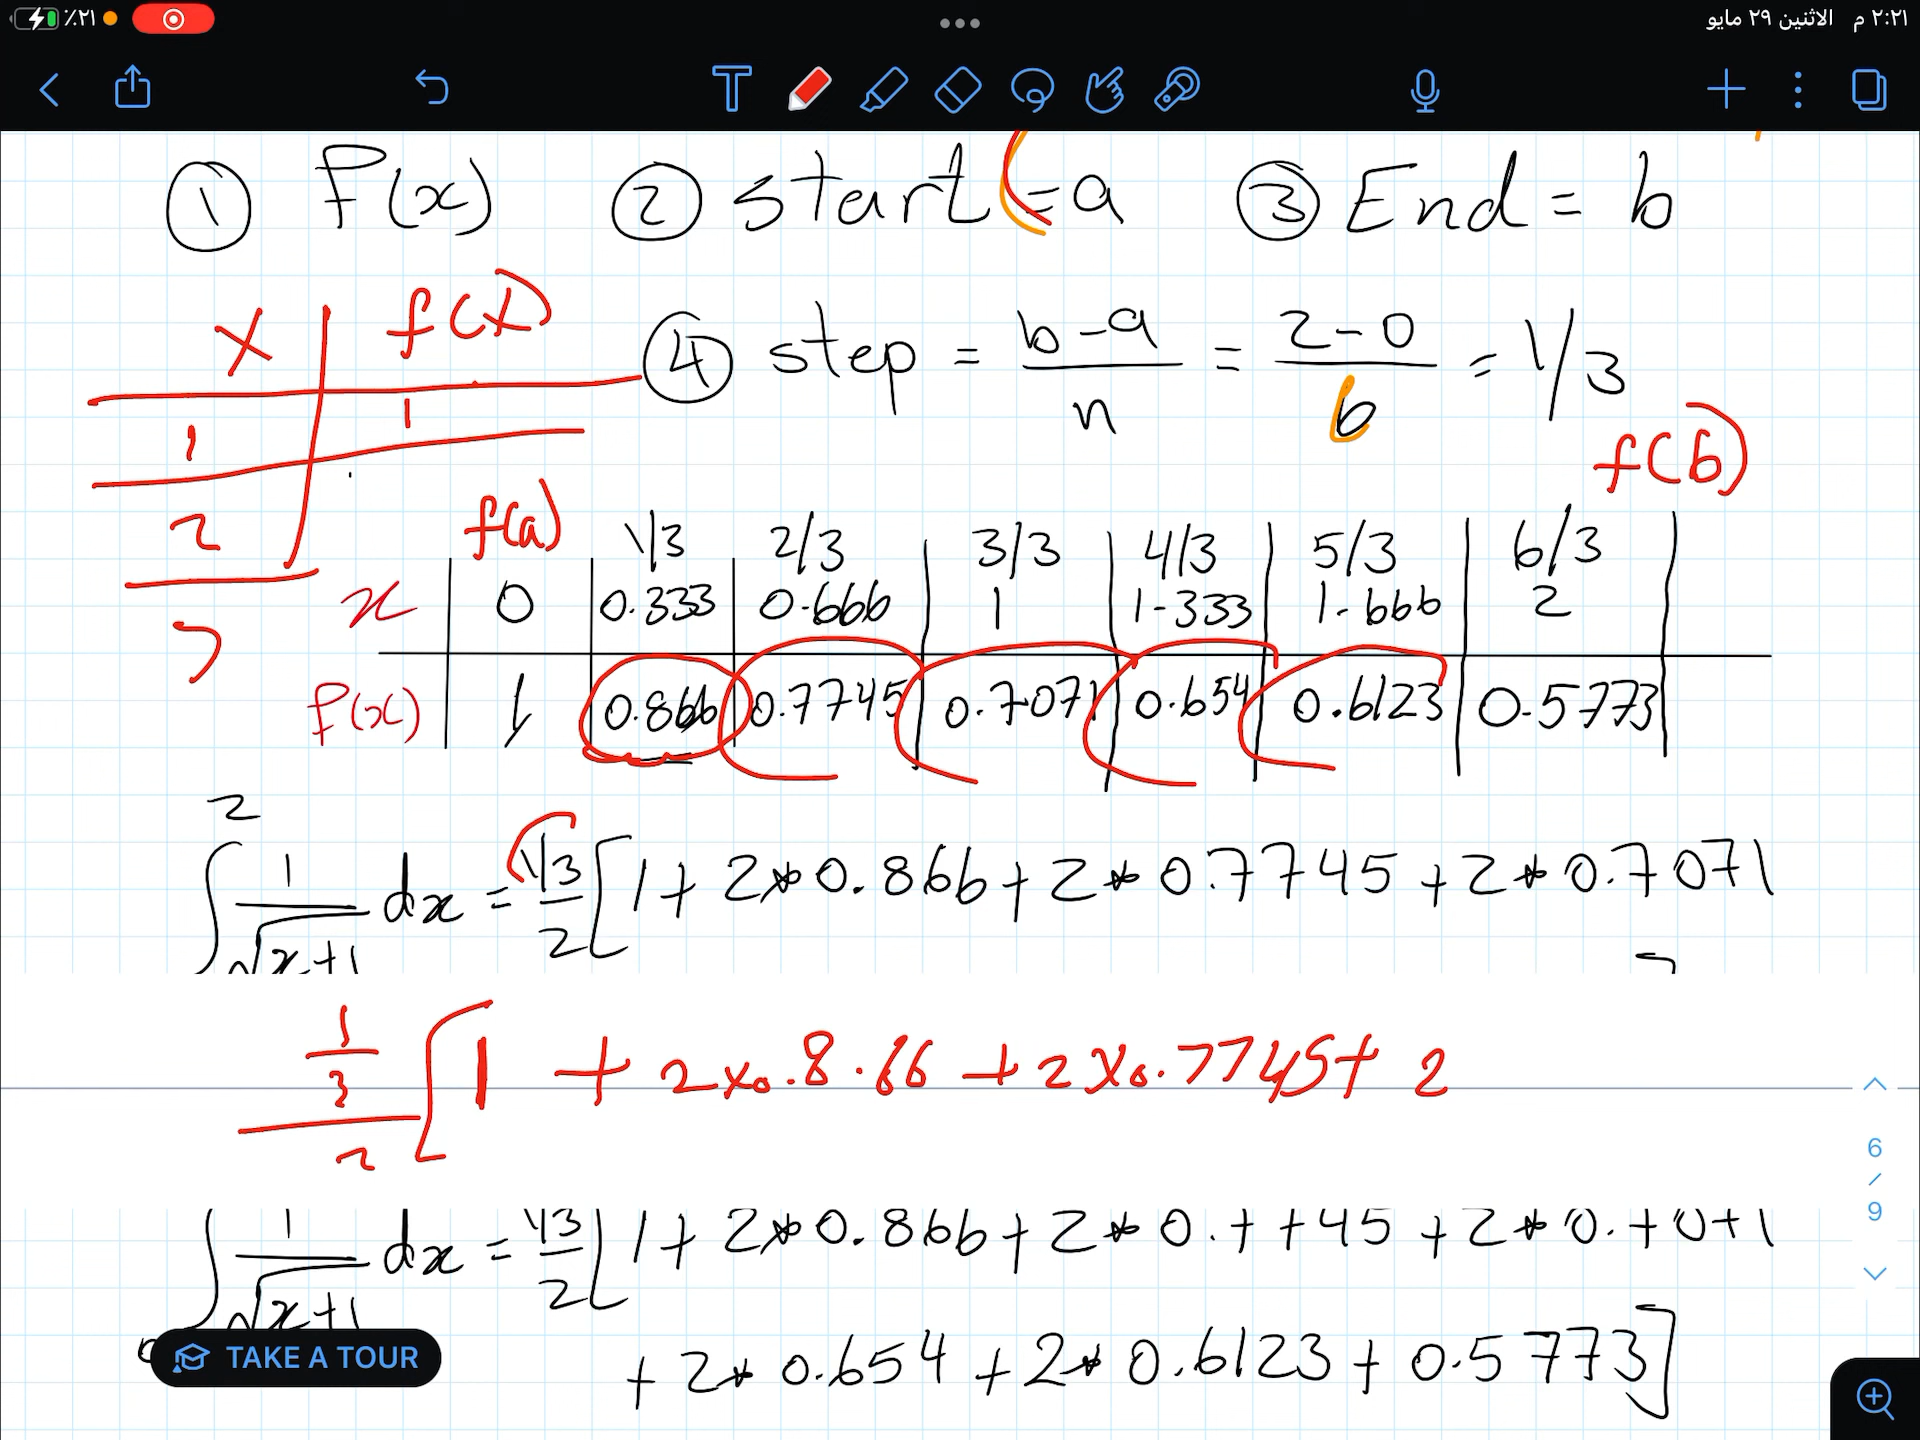 ٪٢١
٢:٢١ م الاثنين ٢٩ مايو
① f(x) ② start = a ③ End = b
x f(x)
④ step = b-a/n = 2-0/6 = 1/3
1 1
f(b)
2
f(a) 1/3 2/3 3/3 4/3 5/3 6/3
x 0 0.333 0.666 1 1.333 1.666 2
f(x) 1 0.866 0.7745 0.7071 0.654 0.6123 0.5773
2
∫ 1/√x+1 dx = 1/3/2 [1 + 2*0.866 + 2*0.7745 + 2*0.7071
1/3/2 [1 + 2x0.8.66 + 2x0.7745 + 2
6
/
9
∫ 1/√x+1 dx = 1/3/2 [1 + 2*0.866 + 2*0.7745 + 2*0.7071
0
TAKE A TOUR
+ 2*0.654 + 2*0.6123 + 0.5773]